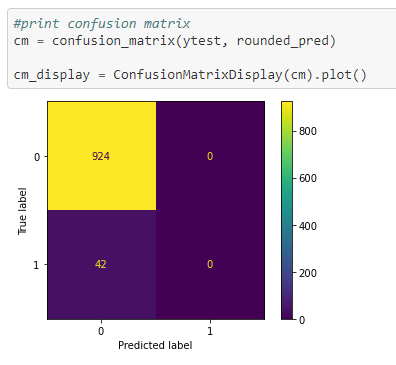 #print confusion matrix
cm = confusion_matrix(ytest, rounded_pred)
cm_display = ConfusionMatrixDisplay(cm).plot()
0
924
0
800
600
True label
400
1
42
0
200
0
0
1
Predicted label